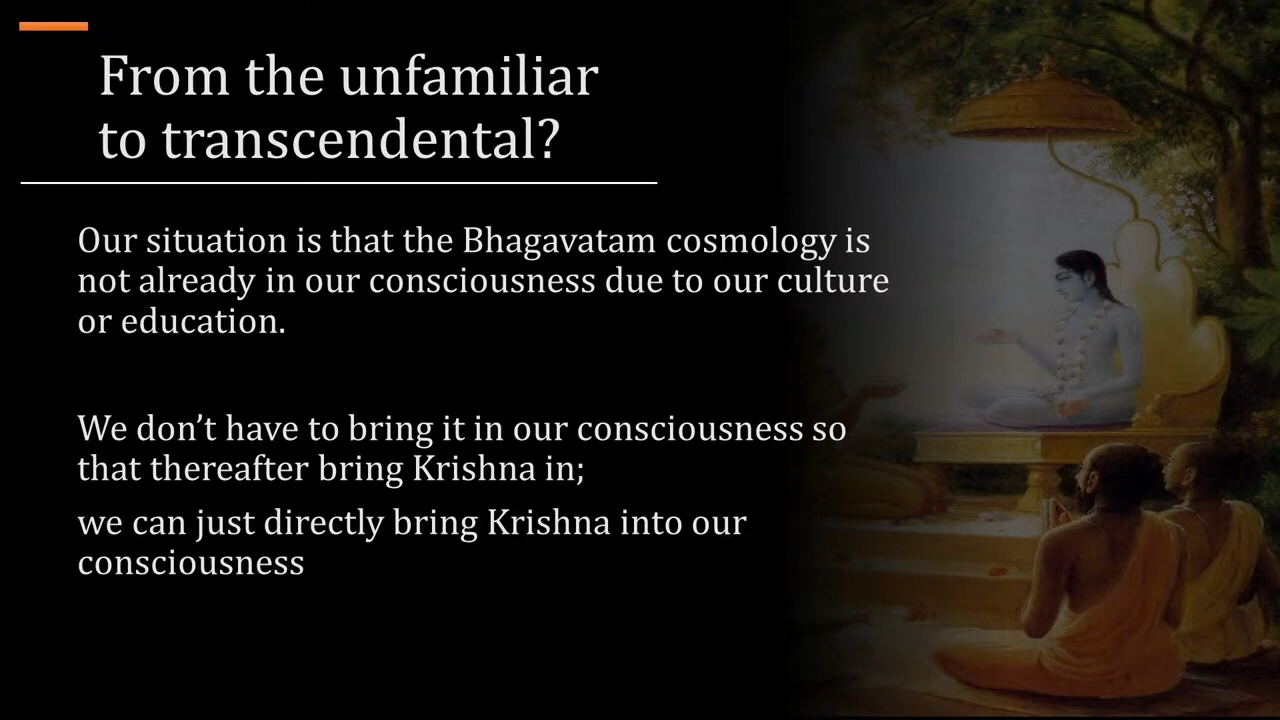 From the unfamiliar
to transcendental?
Our situation is that the Bhagavatam cosmology is
not already in our consciousness due to our culture
or education.
We don’t have to bring it in our consciousness so
that thereafter bring Krishna in;
we can just directly bring Krishna into our
consciousness